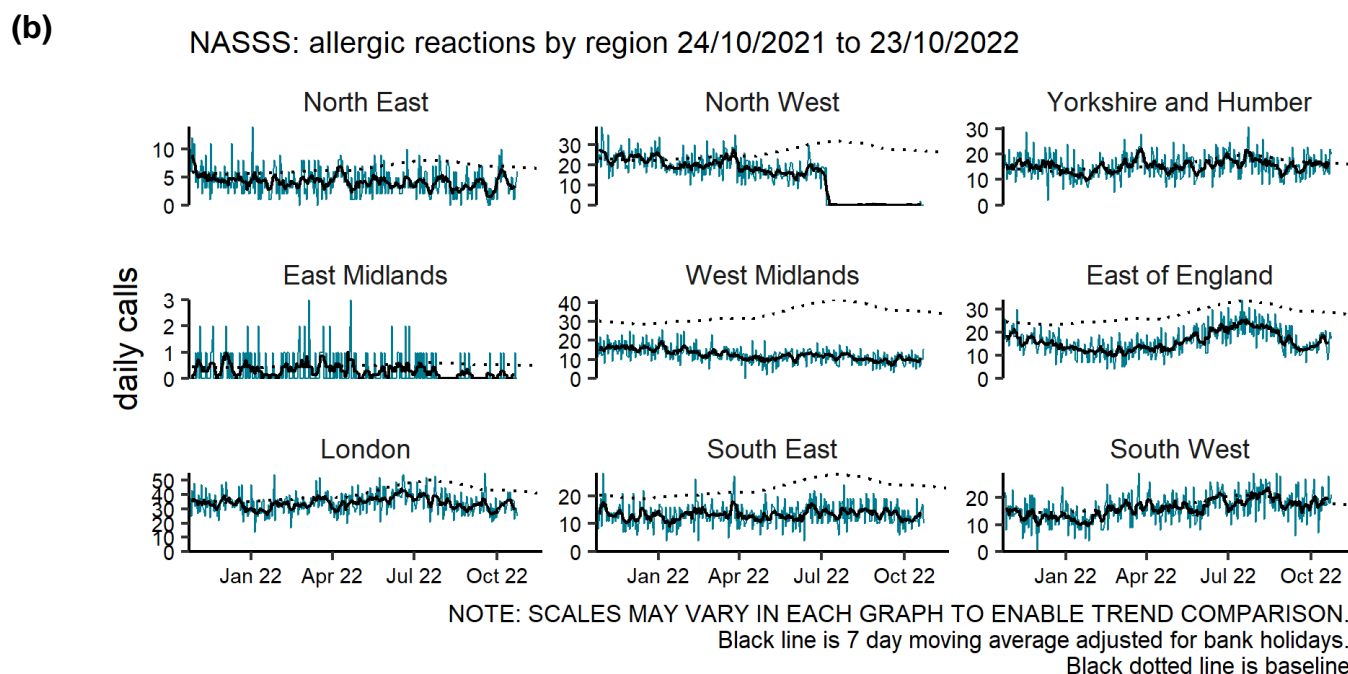 (b)
NASSS: allergic reactions by region 24/10/2021 to 23/10/2022
North East
North West
Yorkshire and Humber
10
5
0
30
20
10
0
30
20
10
0
daily calls
East Midlands
West Midlands
East of England
3
2
1
0
40
30
20
10
0
30
20
10
0
London
South East
South West
50
40
30
20
10
0
20
10
0
20
10
0
Jan 22 Apr 22 Jul 22 Oct 22
Jan 22 Apr 22 Jul 22 Oct 22
Jan 22 Apr 22 Jul 22 Oct 22
NOTE: SCALES MAY VARY IN EACH GRAPH TO ENABLE TREND COMPARISON.
Black line is 7 day moving average adjusted for bank holidays.
Black dotted line is baseline